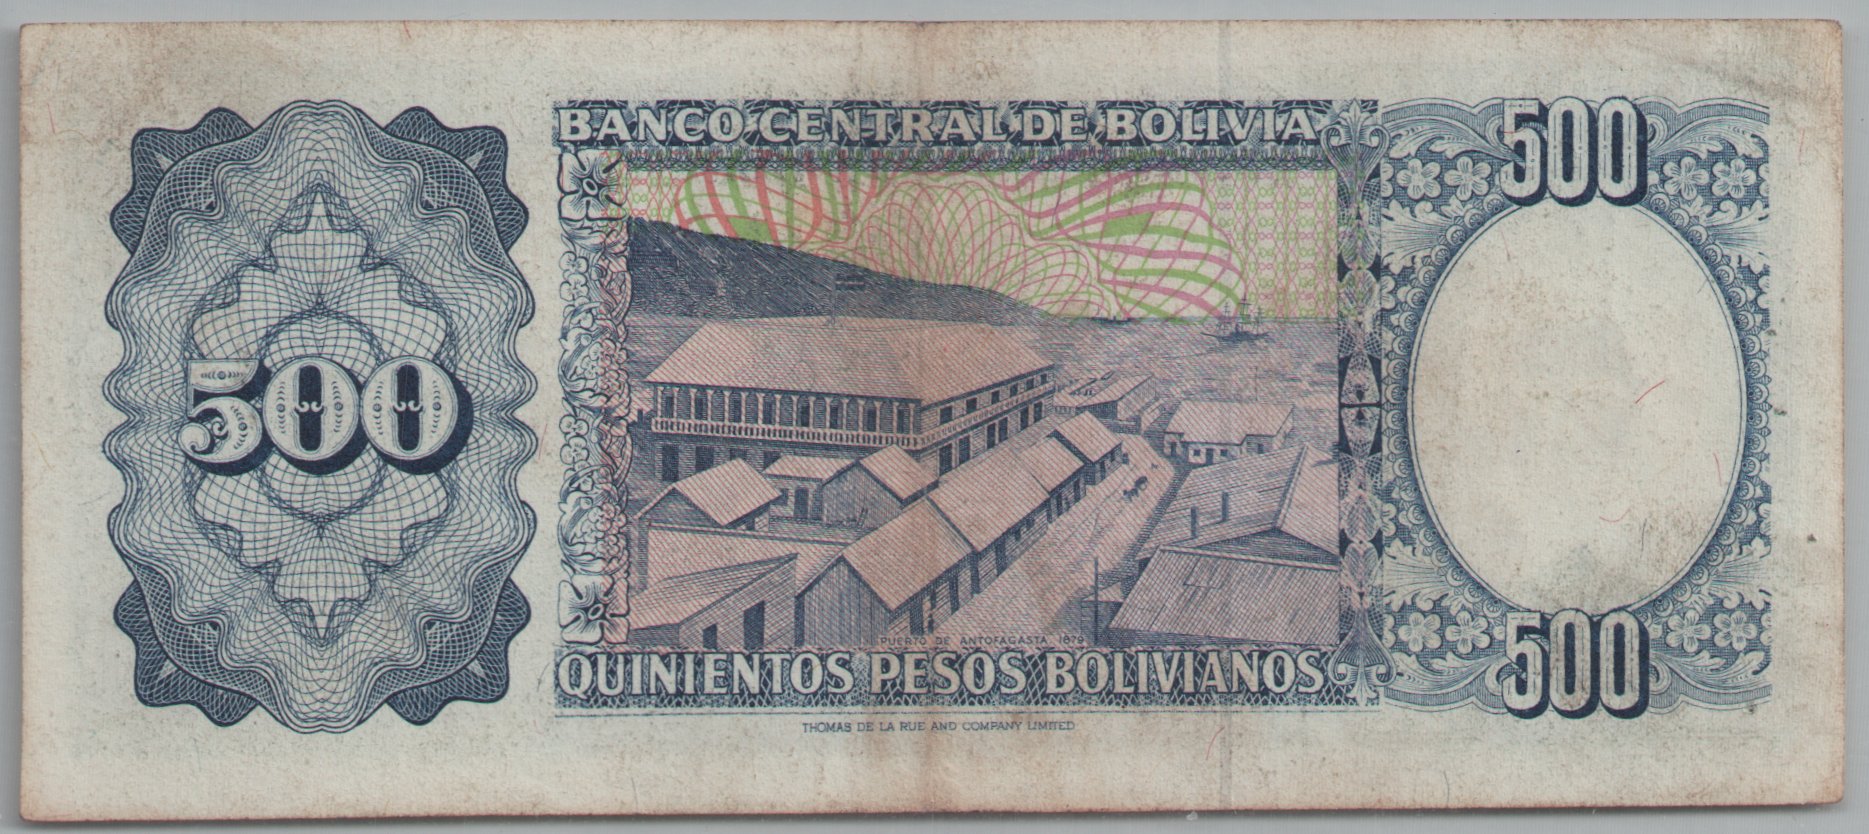 BANCO CENTRAL DE BOLIVIA
500
500
PUERTO DE ANTOFAGASTA 1879
QUINIENTOS PESOS BOLIVIANOS
500
THOMAS DE LA RUE AND COMPANY LIMITED